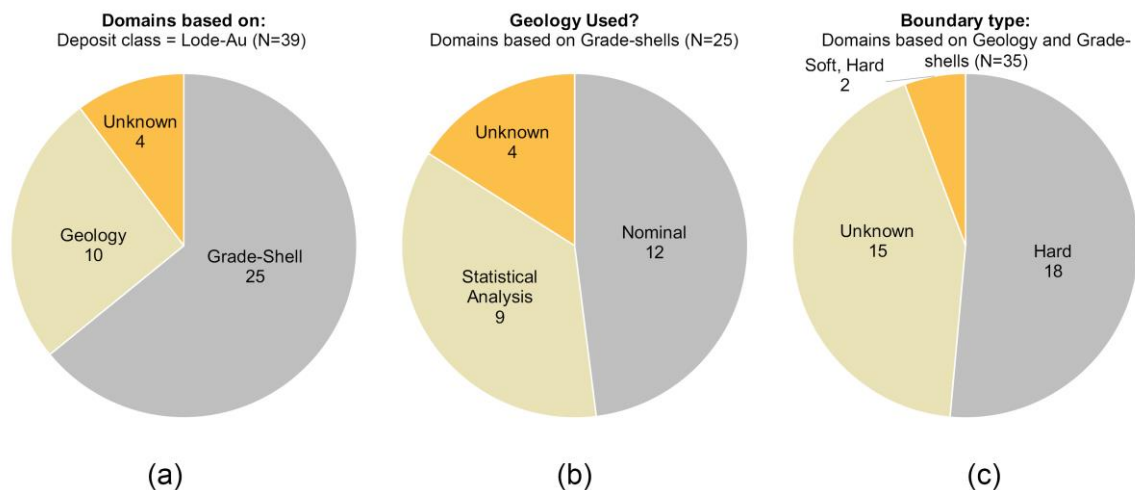 Domains based on:
Deposit class = Lode-Au (N=39)
Unknown
4
Geology
10
Grade-Shell
25
(a)
Geology Used?
Domains based on Grade-shells (N=25)
Unknown
4
Nominal
12
Statistical
Analysis
9
(b)
Boundary type:
Domains based on Geology and Grade-
shells (N=35)
Soft, Hard
2
Unknown
15
Hard
18
(c)